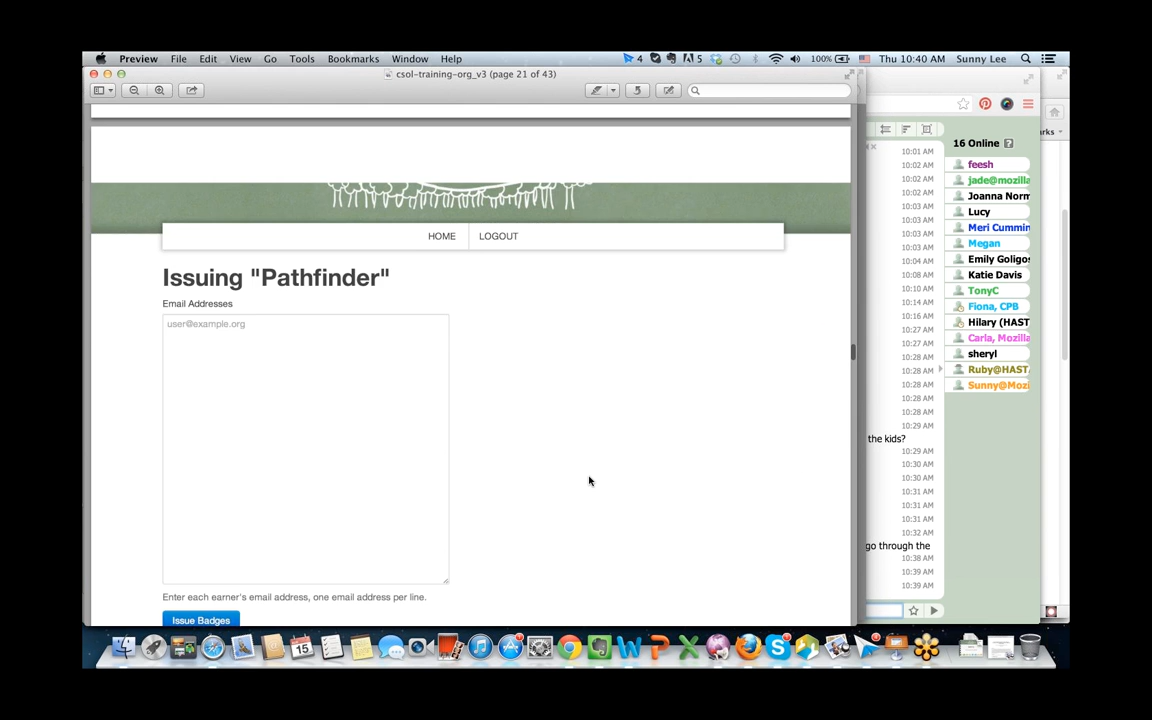 Preview File Edit View Go Tools Bookmarks Window Help 4 5 100% Thu 10:40 AM Sunny Lee
csol-training-org_v3 (page 21 of 43)
HOME LOGOUT
Issuing "Pathfinder"
Email Addresses
user@example.org
Enter each earner's email address, one email address per line.
Issue Badges
arks
16 Online ?
10:01 AM
10:02 AM
10:02 AM
10:02 AM
10:03 AM
10:03 AM
10:03 AM
10:03 AM
10:04 AM
10:08 AM
10:10 AM
10:14 AM
10:16 AM
10:27 AM
10:27 AM
10:28 AM
10:28 AM
10:28 AM
10:28 AM
10:28 AM
10:29 AM
the kids?
10:29 AM
10:30 AM
10:30 AM
10:31 AM
10:31 AM
10:31 AM
10:32 AM
go through the
10:38 AM
10:39 AM
10:39 AM
feesh
jade@mozilla
Joanna Norm
Lucy
Meri Cummin
Megan
Emily Goligos
Katie Davis
TonyC
Fiona, CPB
Hilary (HAST
Carla, Mozilla
sheryl
Ruby@HAST
Sunny@Mozi
15